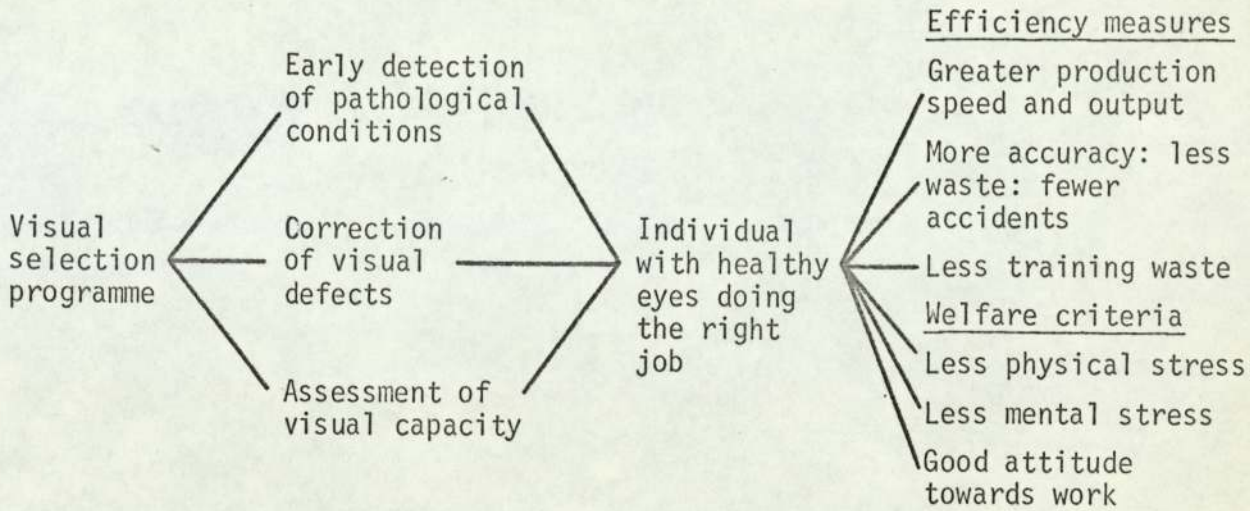 Visual
selection
programme
Early detection
of pathological
conditions
Correction
of visual
defects
Assessment of
visual capacity
Individual
with healthy
eyes doing
the right
job
Efficiency measures
Greater production
speed and output
More accuracy: less
waste: fewer
accidents
Less training waste
Welfare criteria
Less physical stress
Less mental stress
Good attitude
towards work